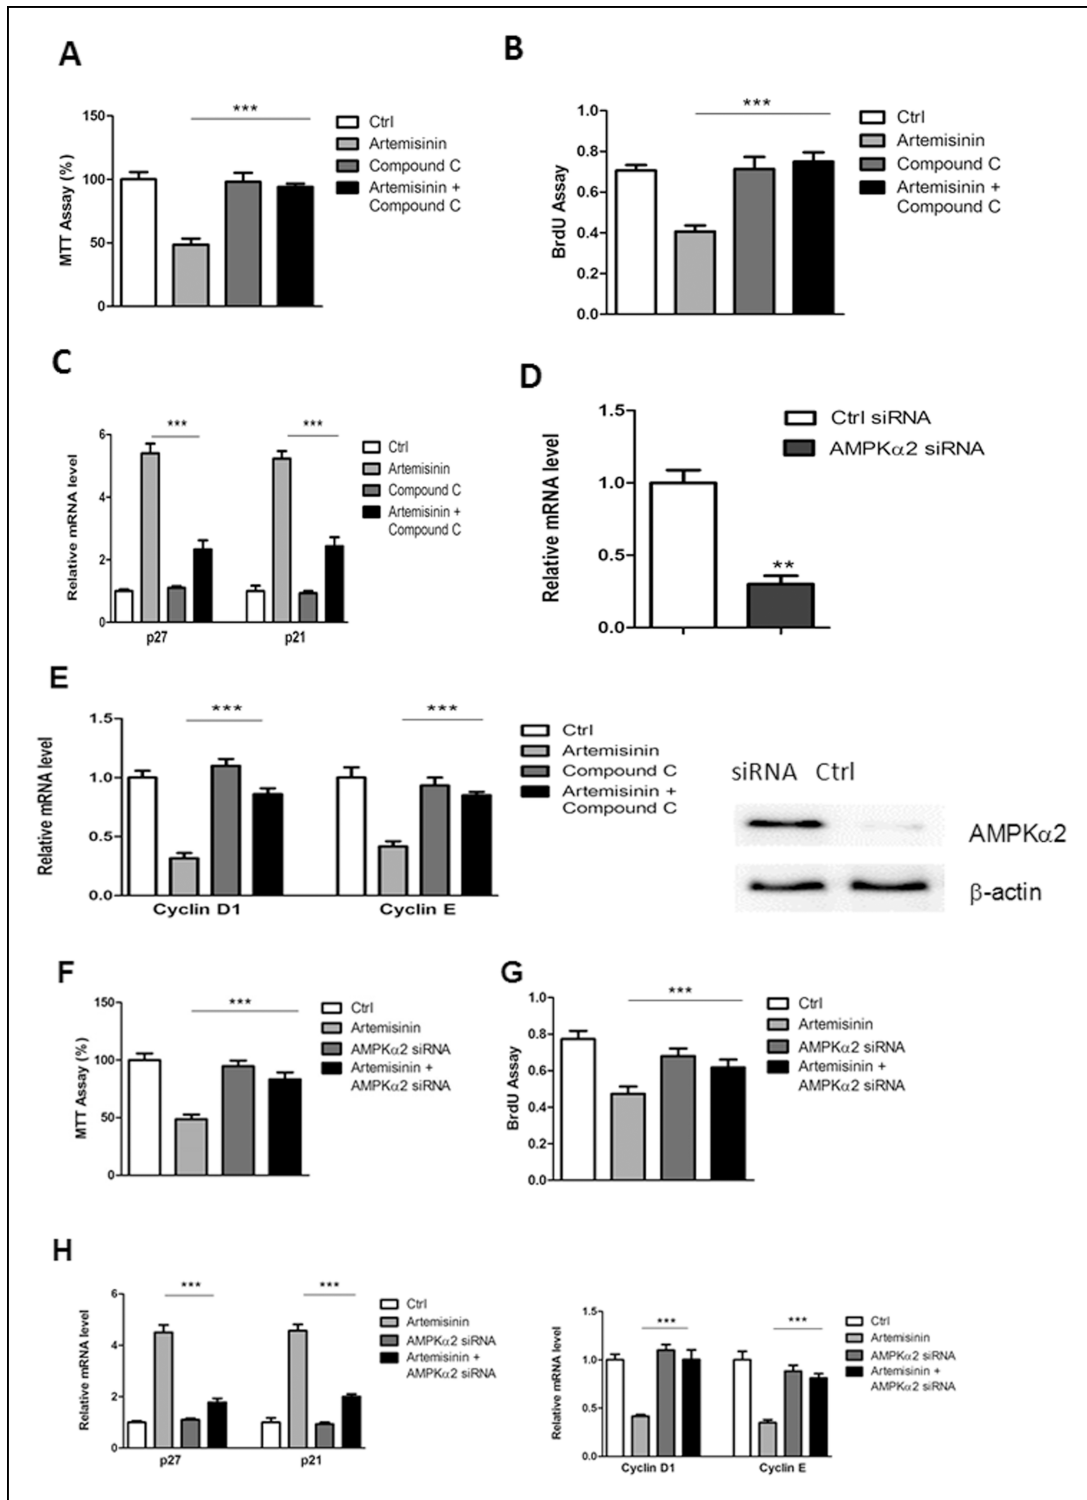 A
***
150
100
50
0
MTT Assay (%)
Ctrl
Artemisinin
Compound C
Artemisinin +
Compound C
B
***
1.0
0.8
0.6
0.4
0.2
0.0
BrdU Assay
Ctrl
Artemisinin
Compound C
Artemisinin +
Compound C
C
*** ***
6
4
2
0
Relative mRNA level
p27 p21
Ctrl
Artemisinin
Compound C
Artemisinin +
Compound C
D
1.5
1.0
0.5
0.0
Relative mRNA level
**
Ctrl siRNA
AMPKα2 siRNA
E
*** ***
1.5
1.0
0.5
0.0
Relative mRNA level
Cyclin D1 Cyclin E
Ctrl
Artemisinin
Compound C
Artemisinin +
Compound C
siRNA Ctrl
AMPKα2
β-actin
F
***
150
100
50
0
MTT Assay (%)
Ctrl
Artemisinin
AMPKα2 siRNA
Artemisinin +
AMPKα2 siRNA
G
***
1.0
0.8
0.6
0.4
0.2
0.0
BrdU Assay
Ctrl
Artemisinin
AMPKα2 siRNA
Artemisinin +
AMPKα2 siRNA
H
*** ***
6
4
2
0
Relative mRNA level
p27 p21
Ctrl
Artemisinin
AMPKα2 siRNA
Artemisinin +
AMPKα2 siRNA
*** ***
1.5
1.0
0.5
0.0
Relative mRNA level
Cyclin D1 Cyclin E
Ctrl
Artemisinin
AMPKα2 siRNA
Artemisinin +
AMPKα2 siRNA